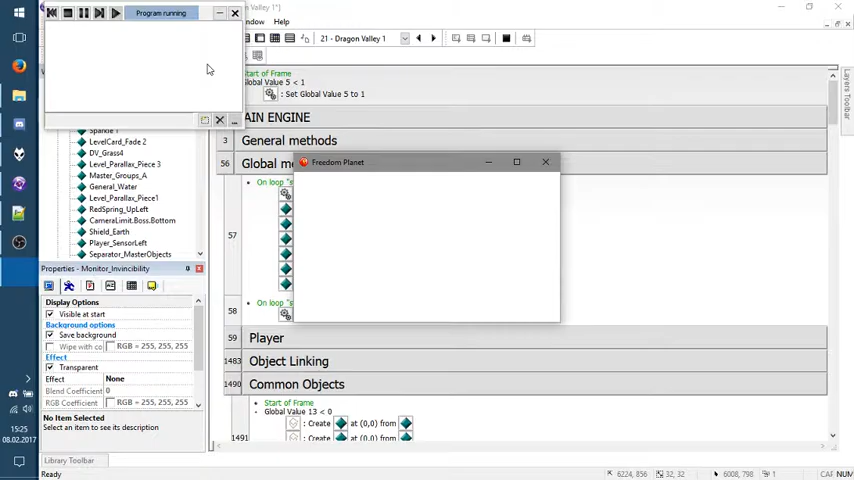 Program running
Window
21 - Dragon Valley 1
Start of Frame
Global Value 5 < 1
: Set Global Value 5 to 1
AIN ENGINE
3 General methods
56 Global me
Freedom Planet
On loop "s
57
58
On loop "s
59 Player
1483 Object Linking
1490 Common Objects
Start of Frame
Global Value 13 < 0
1491
: Create at (0,0) from
: Create at (0,0) from
Sparkle 1
LevelCard_Fade 2
DV_Grass4
Level_Parallax_Piece 3
Master_Groups_A
General_Water
Level_Parallax_Piece1
RedSpring_UpLeft
CameraLimit.Boss.Bottom
Shield_Earth
Player_SensorLeft
Separator_MasterObjects
Properties - Monitor_Invincibility
Display Options
Visible at start
Background options
Save background
Wipe with co RGB = 255, 255, 255
Effect
Transparent
Effect None
Blend Coefficient 0
RGB Coefficient RGB = 255, 255, 255
No Item Selected
Select an item to see its description
Library Toolbar
Layers Toolbar
Ready
6224, 856
32, 32
6008, 798
1
CAP NUM
15:25
08.02.2017